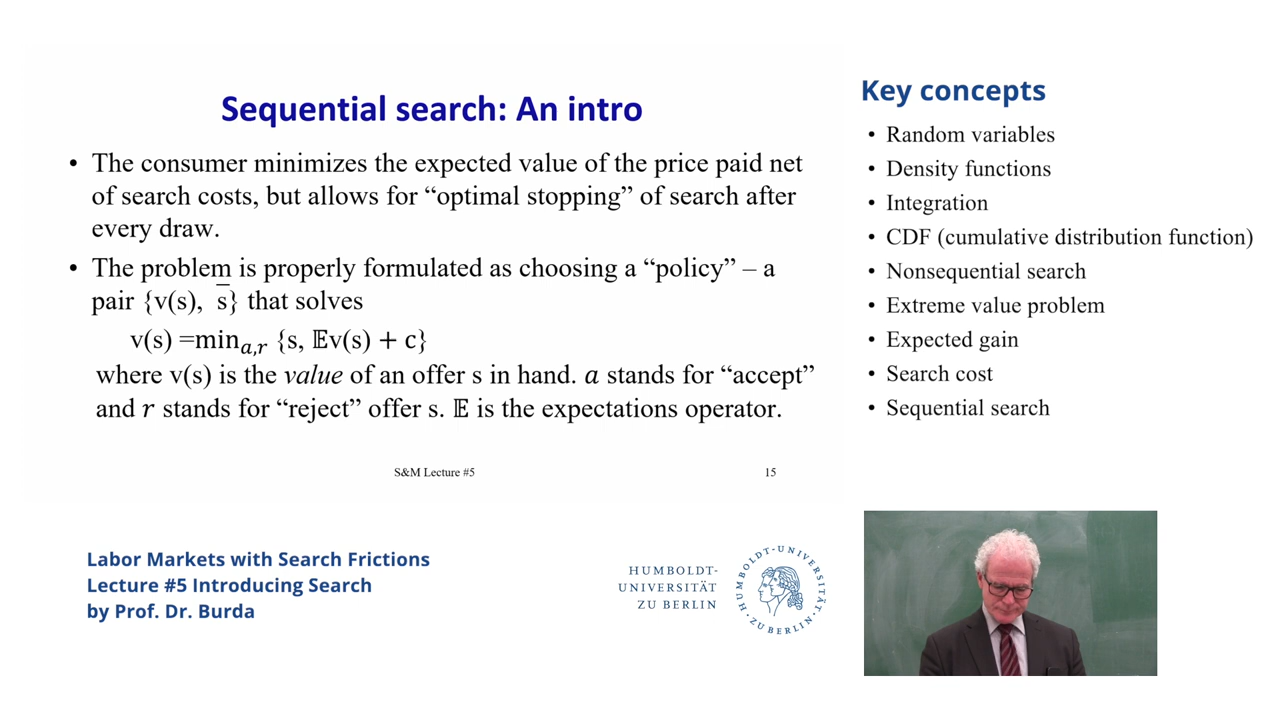 Sequential search: An intro
• The consumer minimizes the expected value of the price paid net
of search costs, but allows for “optimal stopping” of search after
every draw.
• The problem is properly formulated as choosing a “policy” – a
pair {v(s), s̅} that solves
v(s) =min𝑎,𝑟 {s, 𝔼v(s) + c}
where v(s) is the value of an offer s in hand. 𝑎 stands for “accept”
and 𝑟 stands for “reject” offer s. 𝔼 is the expectations operator.
S&M Lecture #5
15
Key concepts
• Random variables
• Density functions
• Integration
• CDF (cumulative distribution function)
• Nonsequential search
• Extreme value problem
• Expected gain
• Search cost
• Sequential search
Labor Markets with Search Frictions
Lecture #5 Introducing Search
by Prof. Dr. Burda
HUMBOLDT-
UNIVERSITÄT
ZU BERLIN
HUMBOLDT-UNIVERSITÄT
ZU BERLIN